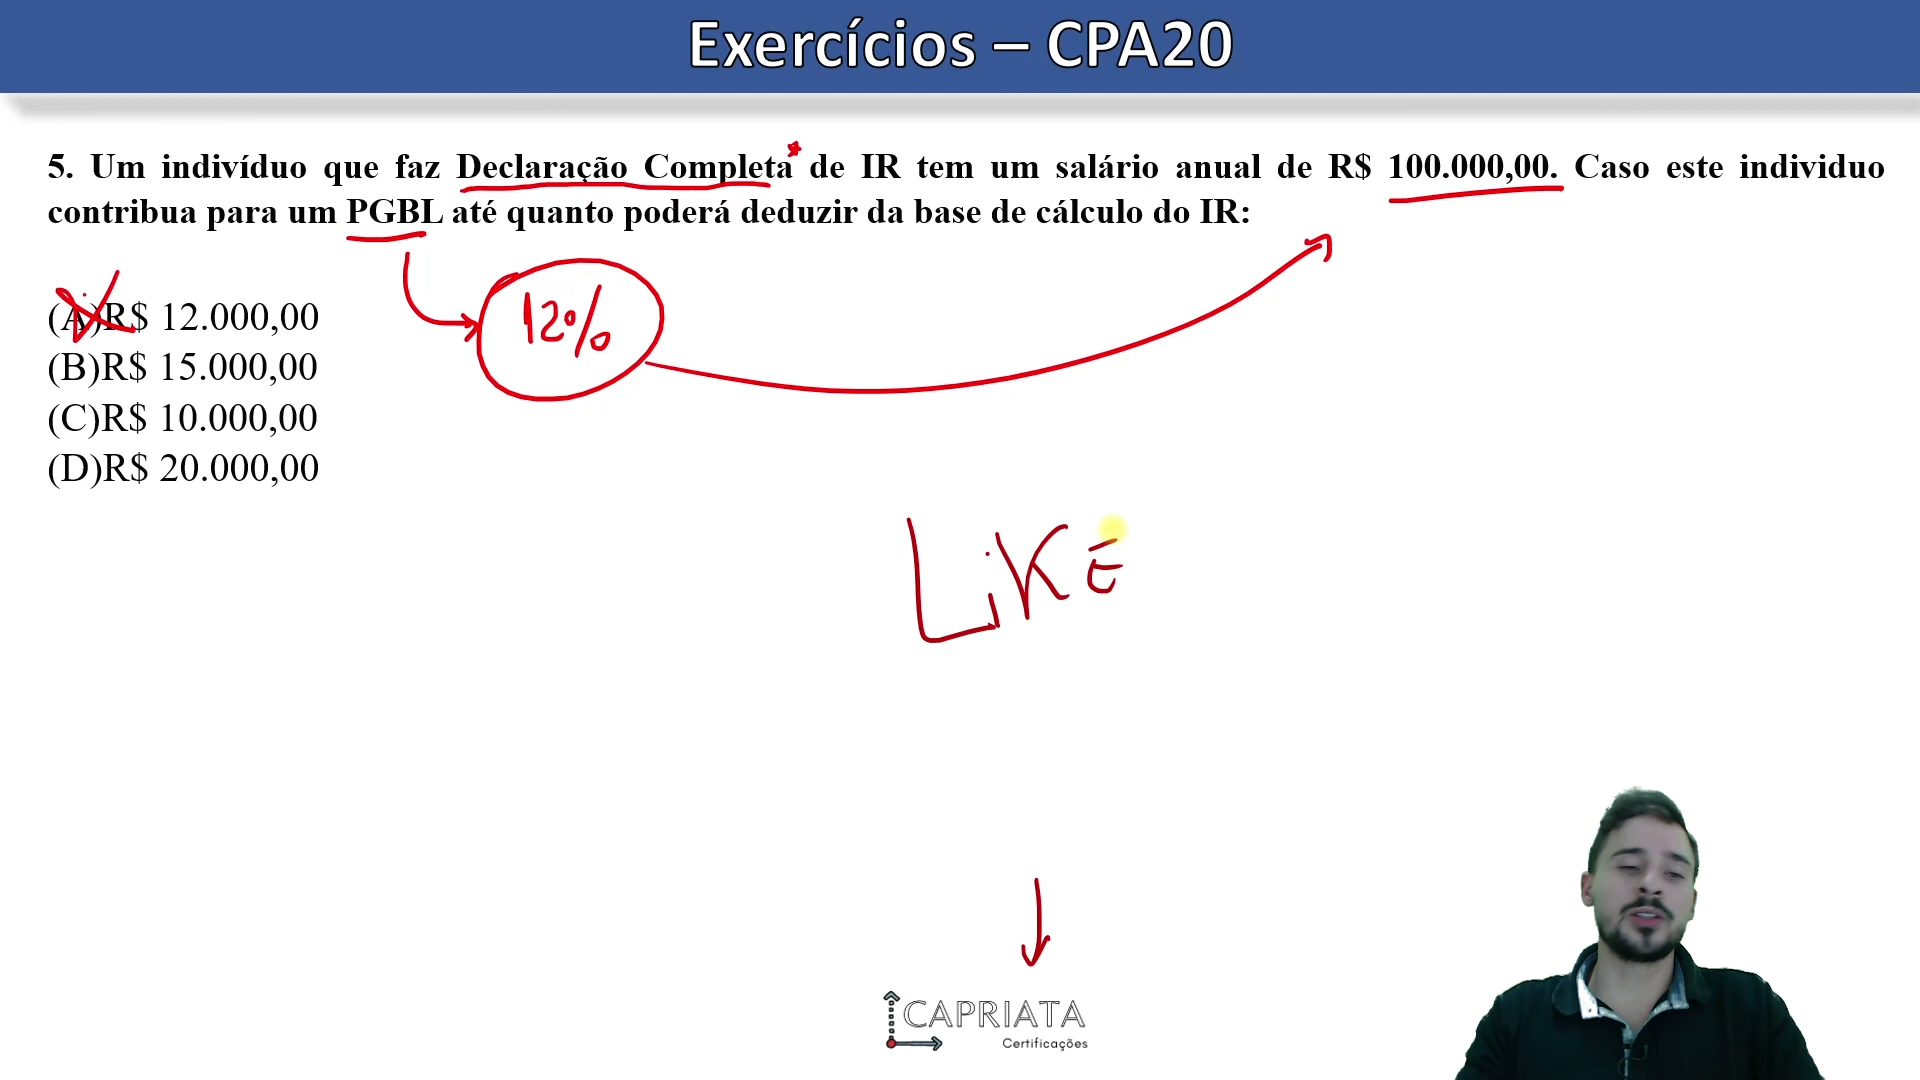 Exercícios – CPA20
5. Um indivíduo que faz Declaração Completa* de IR tem um salário anual de R$ 100.000,00. Caso este individuo
contribua para um PGBL até quanto poderá deduzir da base de cálculo do IR:
(A)R$ 12.000,00
12%
(B)R$ 15.000,00
(C)R$ 10.000,00
(D)R$ 20.000,00
LiKE
CAPRIATA
Certificações